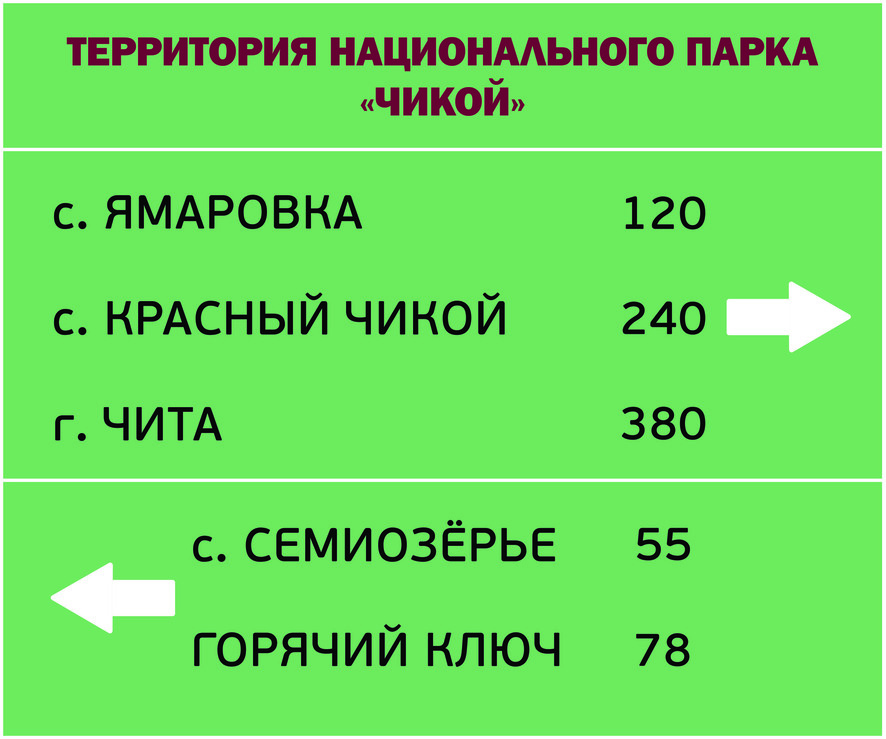 ТЕРРИТОРИЯ НАЦИОНАЛЬНОГО ПАРКА
«ЧИКОЙ»
с. ЯМАРОВКА 120
с. КРАСНЫЙ ЧИКОЙ 240
г. ЧИТА 380
с. СЕМИОЗЁРЬЕ 55
ГОРЯЧИЙ КЛЮЧ 78